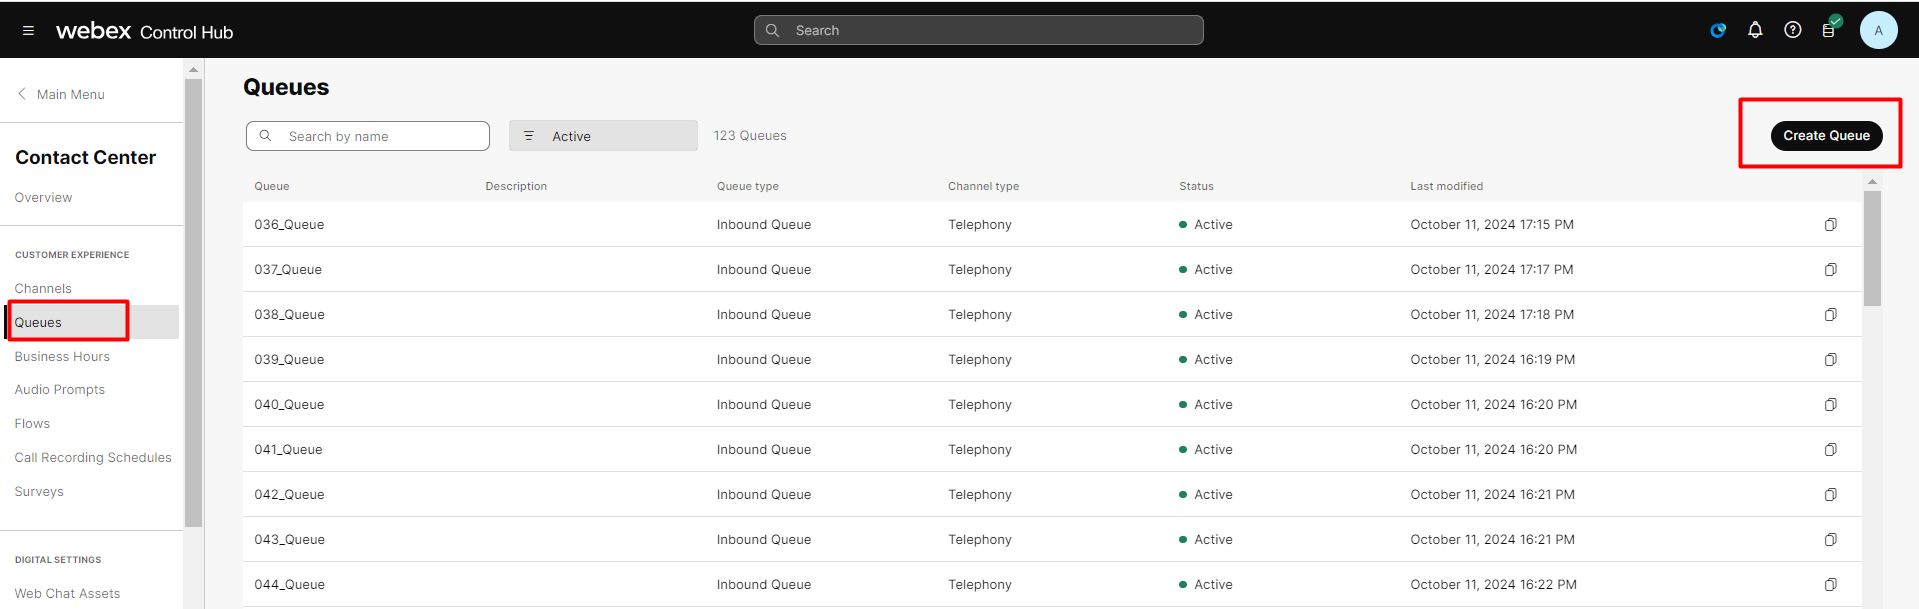 webex Control Hub
Search
A
Main Menu
Contact Center
Overview
CUSTOMER EXPERIENCE
Channels
Queues
Business Hours
Audio Prompts
Flows
Call Recording Schedules
Surveys
DIGITAL SETTINGS
Web Chat Assets
Queues
Search by name
Active
123 Queues
Create Queue
Queue Description Queue type Channel type Status Last modified
036_Queue Inbound Queue Telephony Active October 11, 2024 17:15 PM
037_Queue Inbound Queue Telephony Active October 11, 2024 17:17 PM
038_Queue Inbound Queue Telephony Active October 11, 2024 17:18 PM
039_Queue Inbound Queue Telephony Active October 11, 2024 16:19 PM
040_Queue Inbound Queue Telephony Active October 11, 2024 16:20 PM
041_Queue Inbound Queue Telephony Active October 11, 2024 16:20 PM
042_Queue Inbound Queue Telephony Active October 11, 2024 16:21 PM
043_Queue Inbound Queue Telephony Active October 11, 2024 16:21 PM
044_Queue Inbound Queue Telephony Active October 11, 2024 16:22 PM